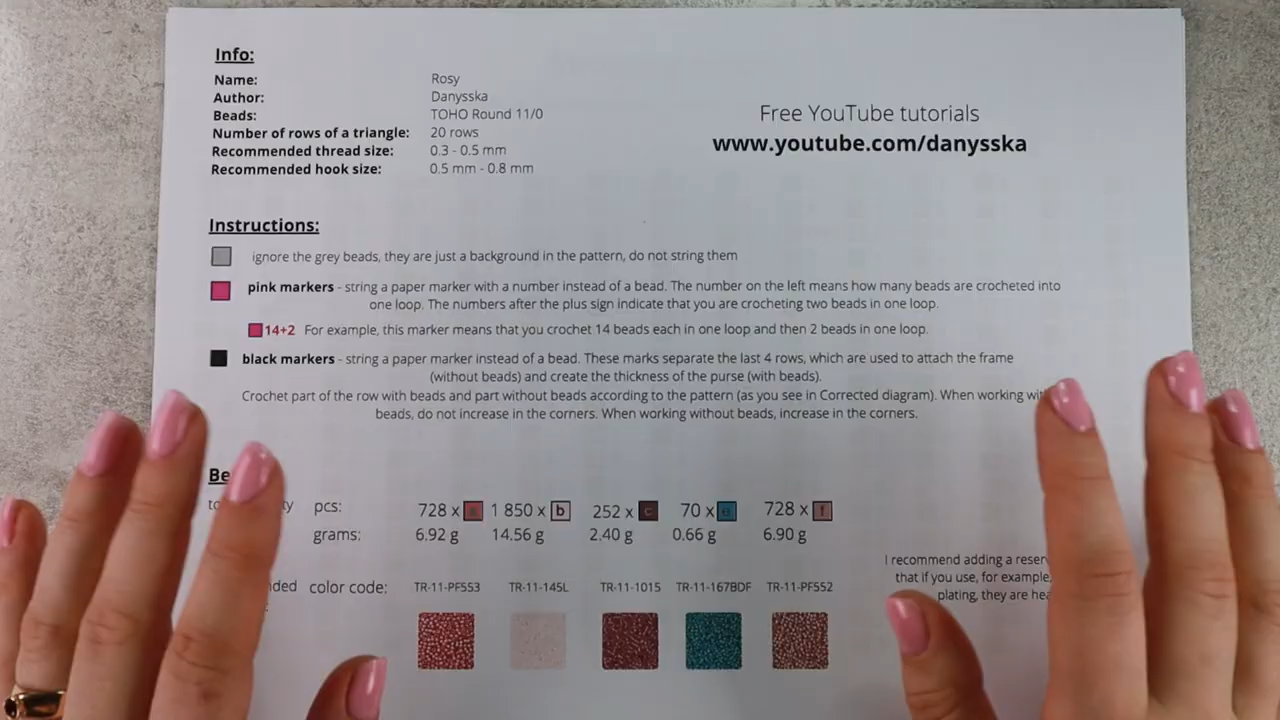 Info:
Name: Rosy
Author: Danysska
Beads: TOHO Round 11/0
Number of rows of a triangle: 20 rows
Recommended thread size: 0.3 - 0.5 mm
Recommended hook size: 0.5 mm - 0.8 mm
Free YouTube tutorials
www.youtube.com/danysska
Instructions:
ignore the grey beads, they are just a background in the pattern, do not string them
pink markers - string a paper marker with a number instead of a bead. The number on the left means how many beads are crocheted into
one loop. The numbers after the plus sign indicate that you are crocheting two beads in one loop.
14+2 For example, this marker means that you crochet 14 beads each in one loop and then 2 beads in one loop.
black markers - string a paper marker instead of a bead. These marks separate the last 4 rows, which are used to attach the frame
(without beads) and create the thickness of the purse (with beads).
Crochet part of the row with beads and part without beads according to the pattern (as you see in Corrected diagram). When working
beads, do not increase in the corners. When working without beads, increase in the corners.
pcs: 728 x a 1 850 x b 252 x c 70 x e 728 x f
grams: 6.92 g 14.56 g 2.40 g 0.66 g 6.90 g
color code: TR-11-PF553 TR-11-145L TR-11-1015 TR-11-167BDF TR-11-PF552
I recommend adding a
that if you use, for example,
plating, they are